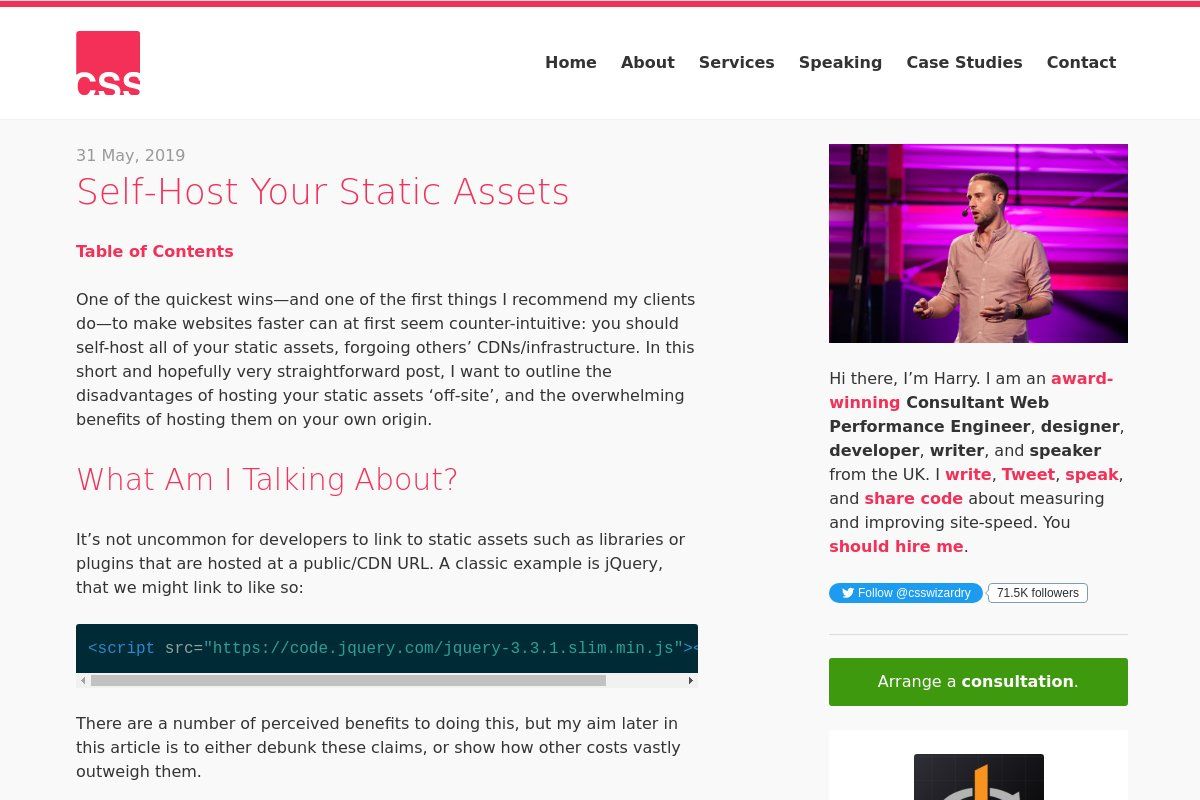 css
Home About Services Speaking Case Studies Contact
31 May, 2019
Self-Host Your Static Assets
Table of Contents
One of the quickest wins—and one of the first things I recommend my clients
do—to make websites faster can at first seem counter-intuitive: you should
self-host all of your static assets, forgoing others’ CDNs/infrastructure. In this
short and hopefully very straightforward post, I want to outline the
disadvantages of hosting your static assets ‘off-site’, and the overwhelming
benefits of hosting them on your own origin.
What Am I Talking About?
It’s not uncommon for developers to link to static assets such as libraries or
plugins that are hosted at a public/CDN URL. A classic example is jQuery,
that we might link to like so:
<script src="https://code.jquery.com/jquery-3.3.1.slim.min.js"><
There are a number of perceived benefits to doing this, but my aim later in
this article is to either debunk these claims, or show how other costs vastly
outweigh them.
Hi there, I’m Harry. I am an award-
winning Consultant Web
Performance Engineer, designer,
developer, writer, and speaker
from the UK. I write, Tweet, speak,
and share code about measuring
and improving site-speed. You
should hire me.
Follow @csswizardry 71.5K followers
Arrange a consultation.